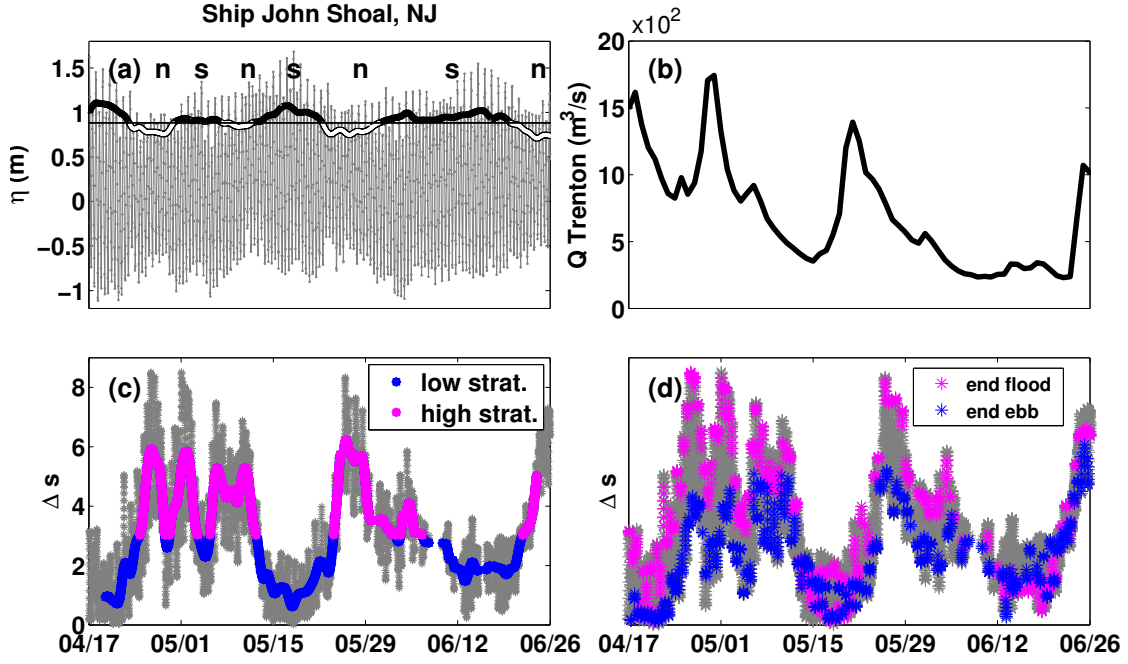 Ship John Shoal, NJ
(a) n s n s n s n
1.5
1
0.5
0
−0.5
−1
η (m)
x10²
(b)
20
15
10
5
0
Q Trenton (m³/s)
(c)
low strat.
high strat.
8
6
4
2
0
Δ s
04/17 05/01 05/15 05/29 06/12 06/26
(d)
end flood
end ebb
Δ s
04/17 05/01 05/15 05/29 06/12 06/26